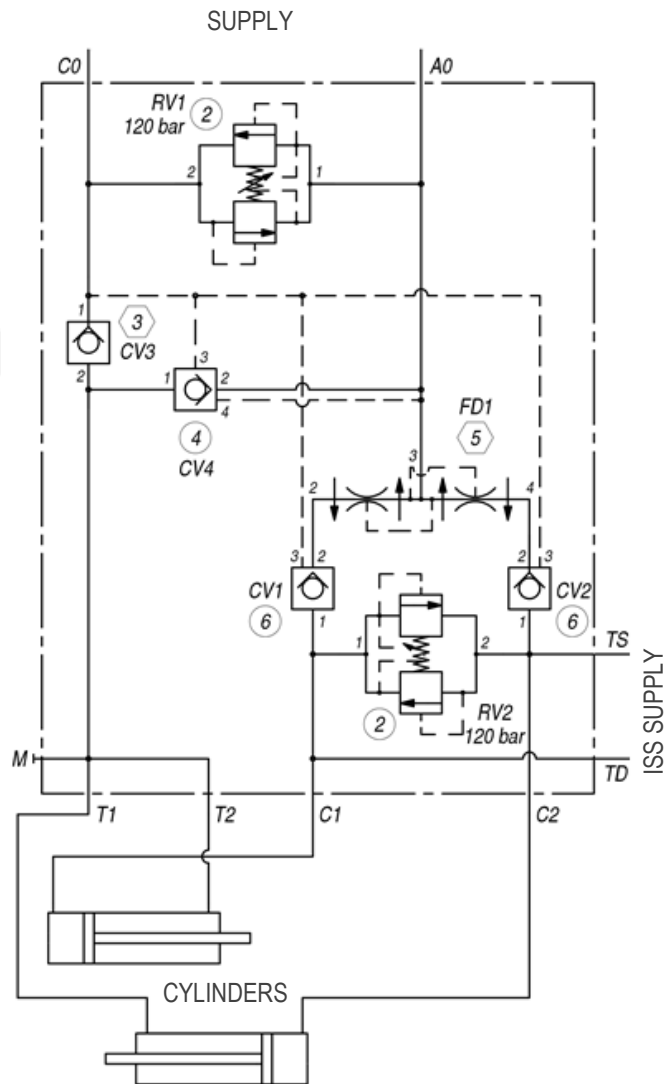 SUPPLY
C0
A0
RV1
120 bar
2
2
1
1
3
CV3
2
3
1
2
4
4
CV4
FD1
5
3
2
4
3
2
2
3
CV1
6
1
CV2
6
1
TS
1
2
2
RV2
120 bar
ISS SUPPLY
M
TD
T1
T2
C1
C2
CYLINDERS